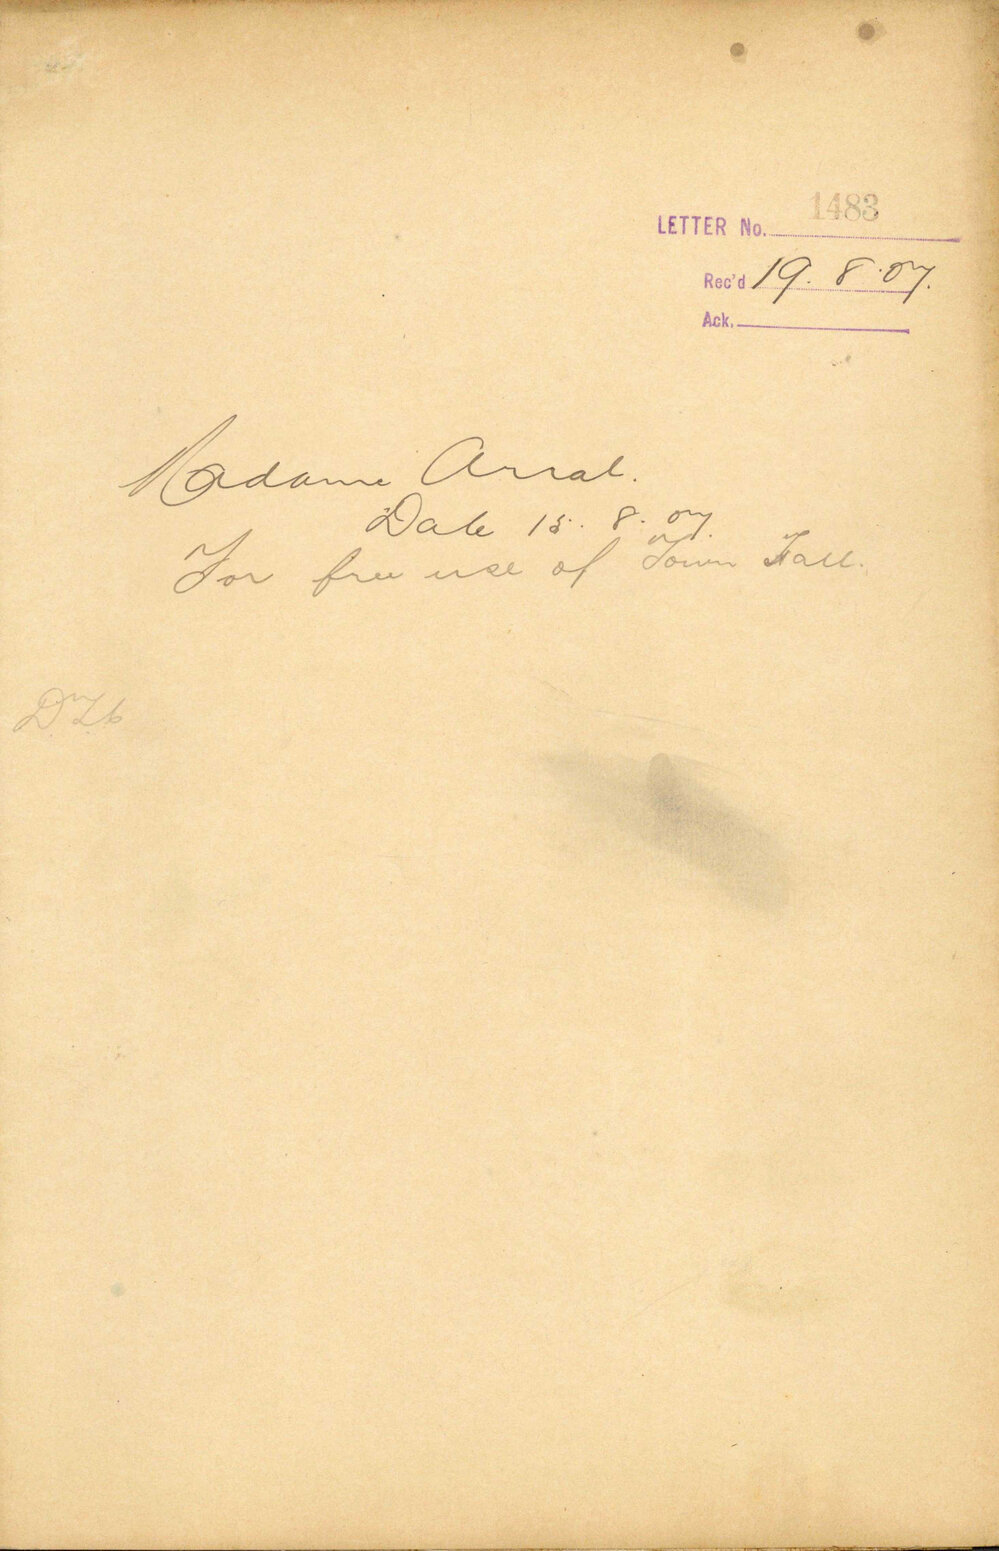 LETTER No. 1483
Rec'd 19. 8. 07.
Ack.
Madame Arral.
Date 15. 8. 07.
For free use of Town Hall.